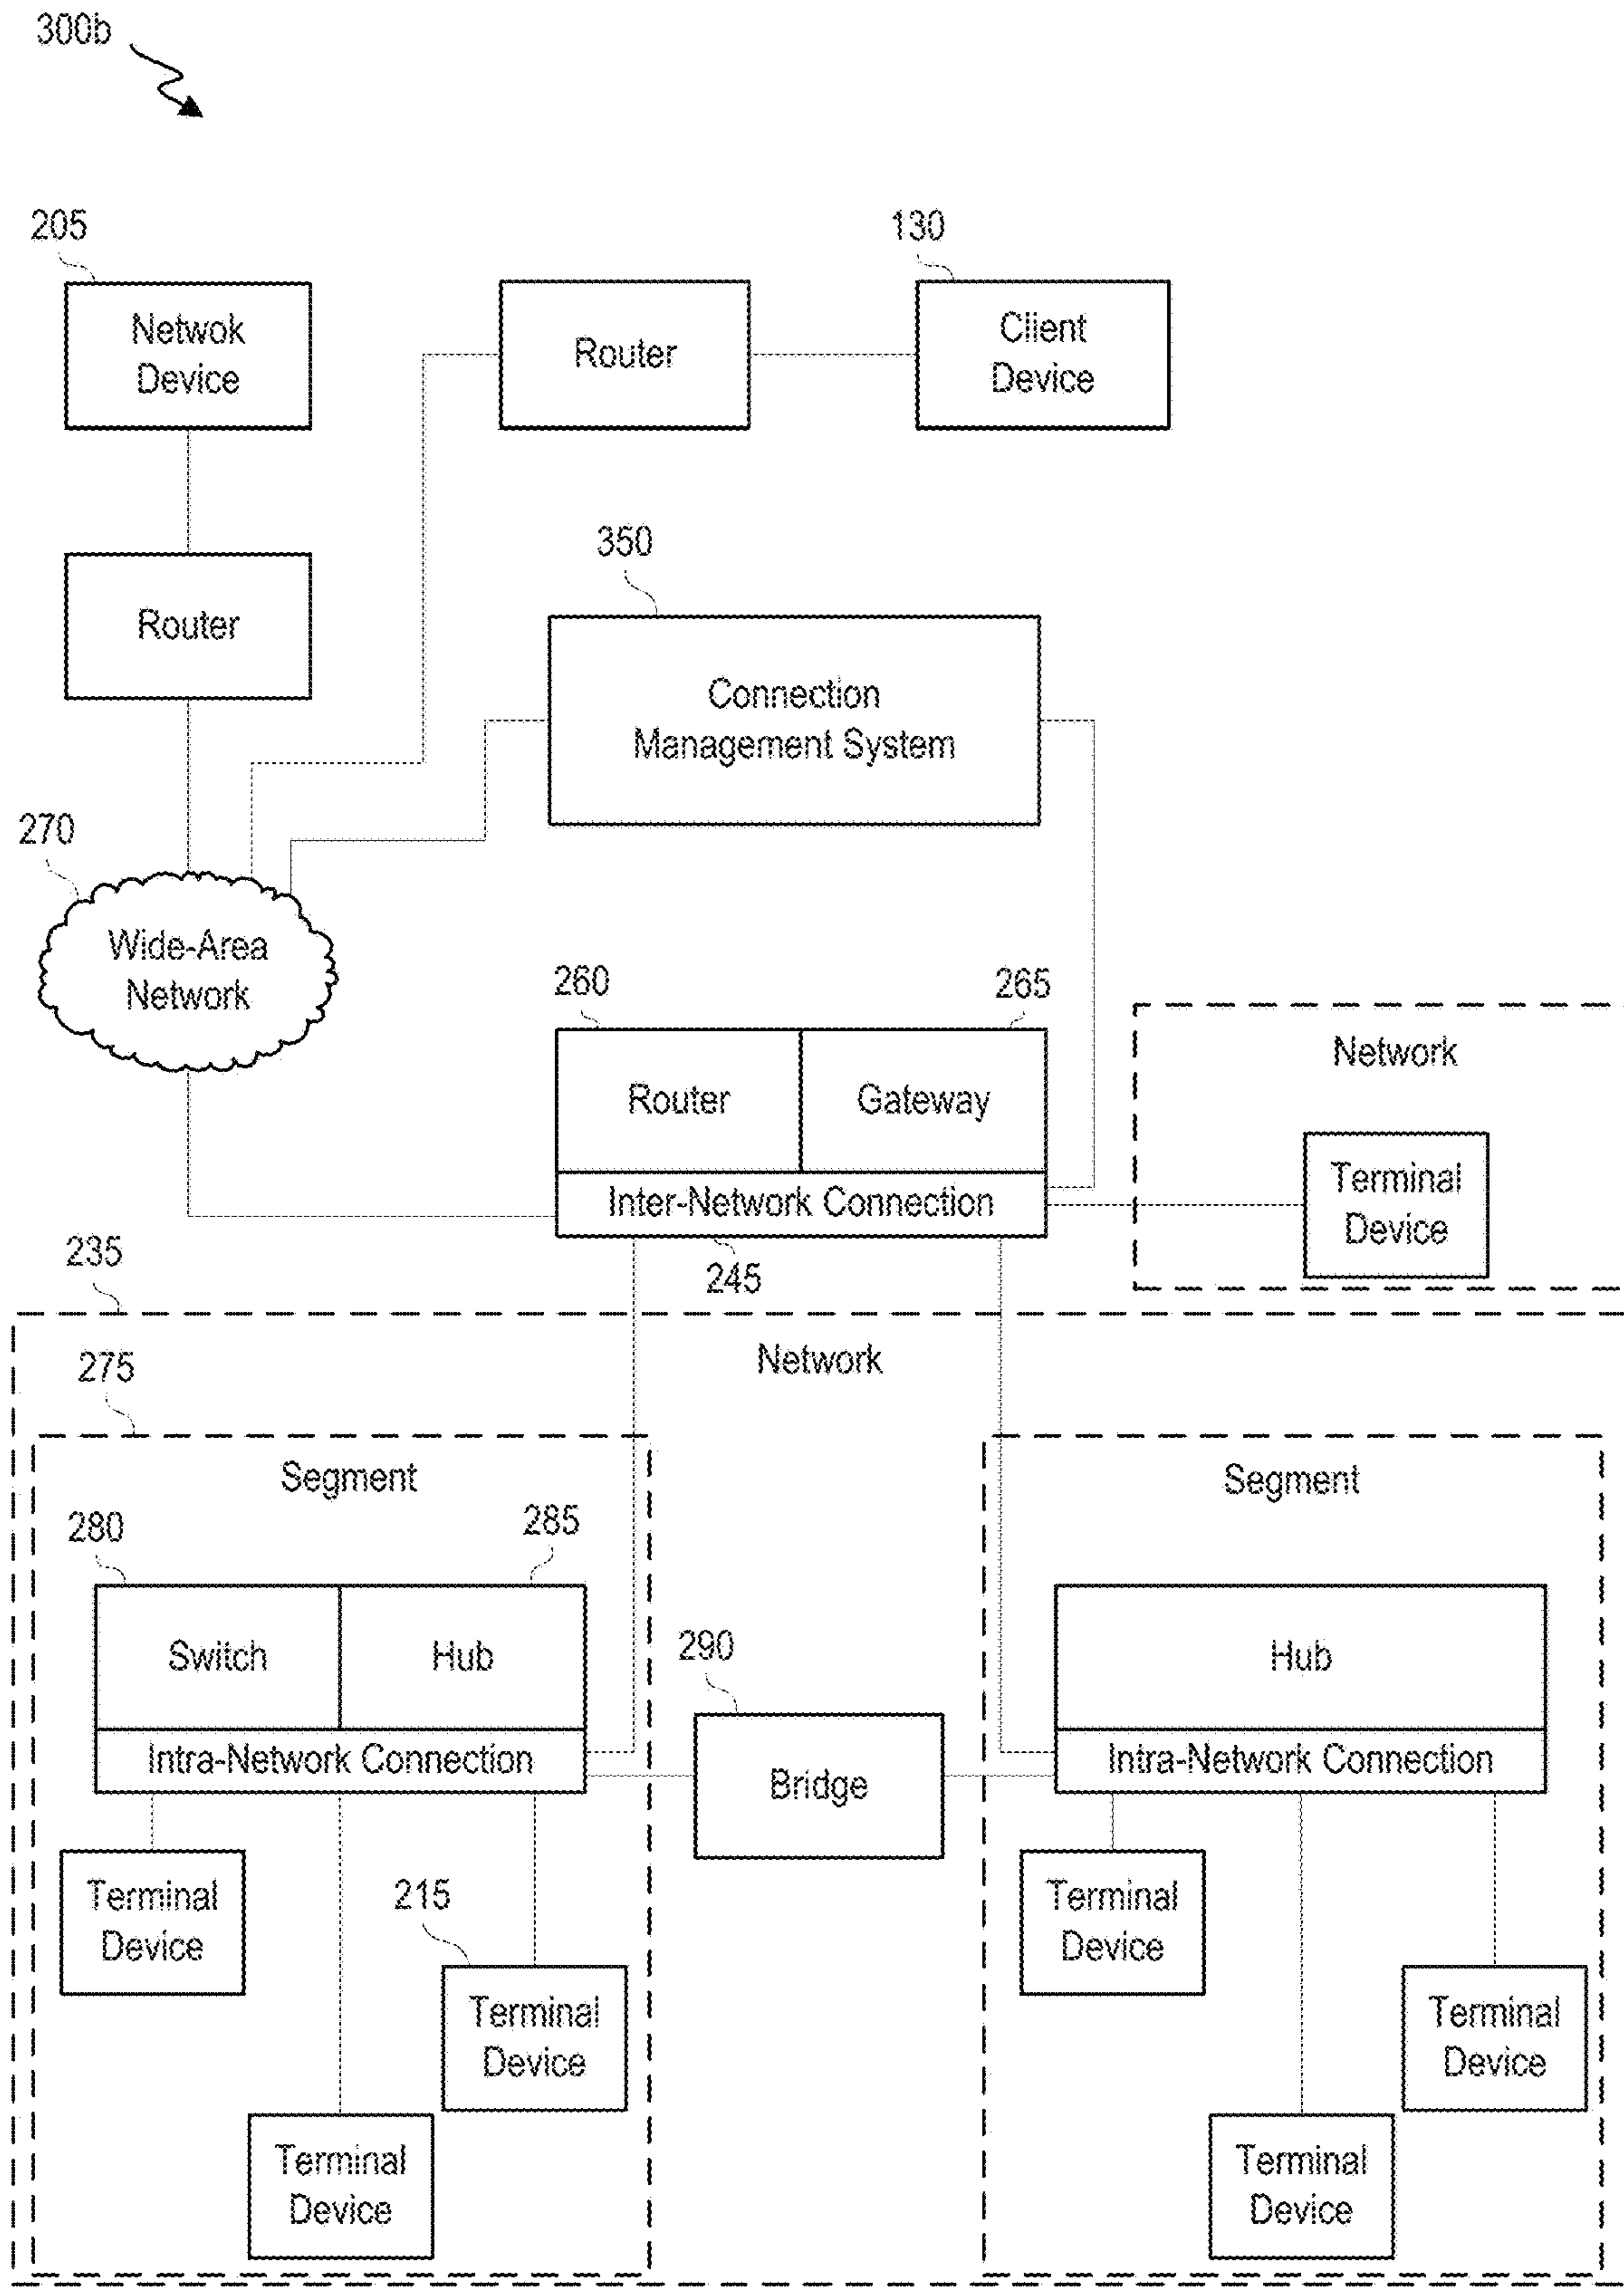 300b
205
130
Netwok
Device
Router
Client
Device
350
Router
Connection
Management System
270
Wide-Area
Network
260
265
Router
Gateway
Network
Inter-Network Connection
Terminal
Device
245
235
Network
275
Segment
Segment
280
285
Switch
Hub
290
Hub
Intra-Network Connection
Bridge
Intra-Network Connection
Terminal
Device
215
Terminal
Device
Terminal
Device
Terminal
Device
Terminal
Device
Terminal
Device